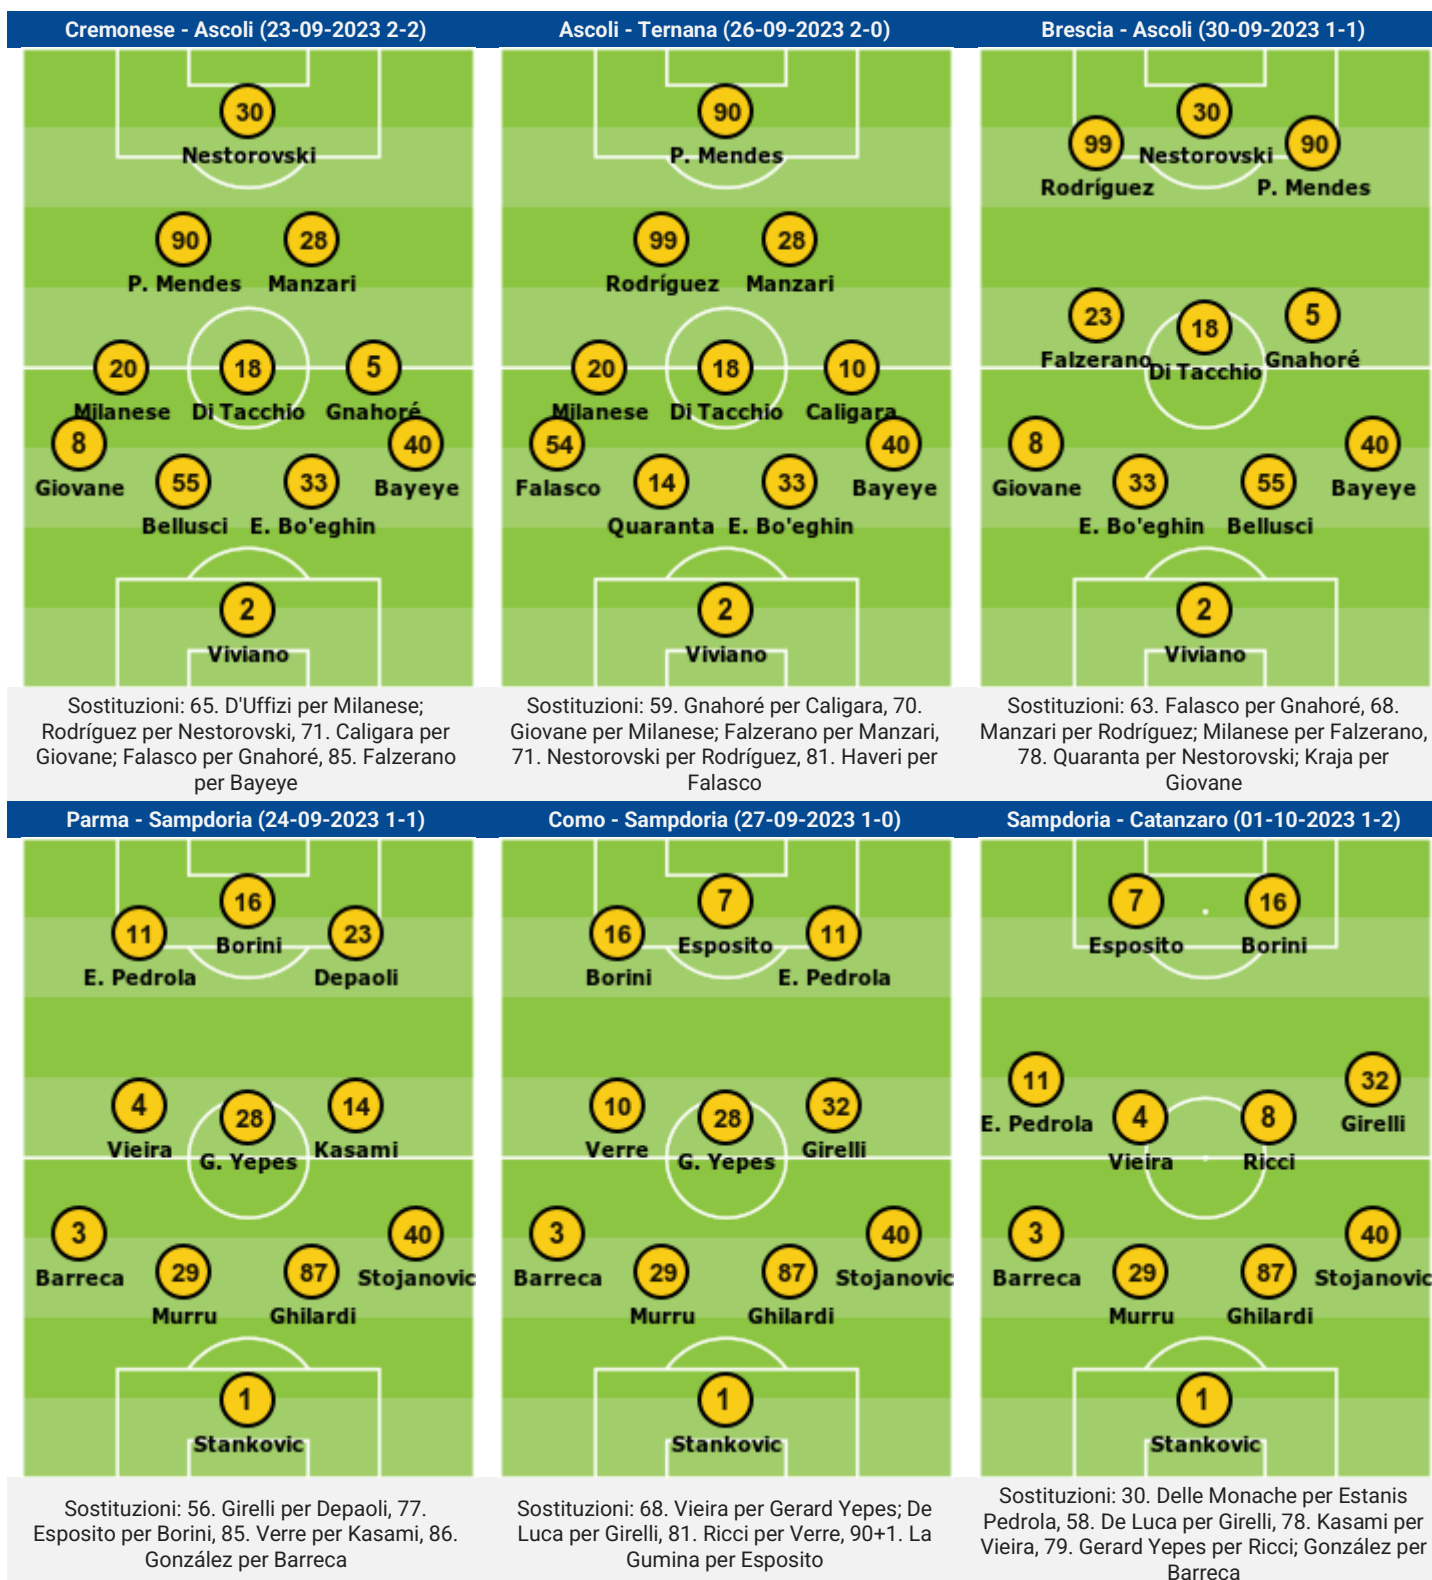 Cremonese - Ascoli (23-09-2023 2-2)
30
Nestorovski
90
28
P. Mendes
Manzari
20
18
5
Milanese
Di Tacchio
Gnahoré
8
40
Giovane
55
33
Bayeye
Bellusci
E. Bo'eghin
2
Viviano
Sostituzioni: 65. D'Uffizi per Milanese;
Rodríguez per Nestorovski, 71. Caligara per
Giovane; Falasco per Gnahoré, 85. Falzerano
per Bayeye
Ascoli - Ternana (26-09-2023 2-0)
90
P. Mendes
99
28
Rodríguez
Manzari
20
18
10
Milanese
Di Tacchio
Caligara
54
40
Falasco
14
33
Bayeye
Quaranta
E. Bo'eghin
2
Viviano
Sostituzioni: 59. Gnahoré per Caligara, 70.
Giovane per Milanese; Falzerano per Manzari,
71. Nestorovski per Rodríguez, 81. Haveri per
Falasco
Brescia - Ascoli (30-09-2023 1-1)
30
99
Nestorovski
90
Rodríguez
P. Mendes
23
18
5
Falzerano
Di Tacchio
Gnahoré
8
40
Giovane
33
55
Bayeye
E. Bo'eghin
Bellusci
2
Viviano
Sostituzioni: 63. Falasco per Gnahoré, 68.
Manzari per Rodríguez; Milanese per Falzerano,
78. Quaranta per Nestorovski; Kraja per
Giovane
Parma - Sampdoria (24-09-2023 1-1)
16
11
Borini
23
E. Pedrola
Depaoli
4
28
14
Vieira
G. Yepes
Kasami
3
40
Barreca
29
87
Stojanovic
Murru
Ghilardi
1
Stankovic
Sostituzioni: 56. Girelli per Depaoli, 77.
Esposito per Borini, 85. Verre per Kasami, 86.
González per Barreca
Como - Sampdoria (27-09-2023 1-0)
7
16
Esposito
11
Borini
E. Pedrola
10
28
32
Verre
G. Yepes
Girelli
3
40
Barreca
29
87
Stojanovic
Murru
Ghilardi
1
Stankovic
Sostituzioni: 68. Vieira per Gerard Yepes; De
Luca per Girelli, 81. Ricci per Verre, 90+1. La
Gumina per Esposito
Sampdoria - Catanzaro (01-10-2023 1-2)
7
16
Esposito
Borini
11
32
E. Pedrola
4
8
Girelli
Vieira
Ricci
3
40
Barreca
29
87
Stojanovic
Murru
Ghilardi
1
Stankovic
Sostituzioni: 30. Delle Monache per Estanis
Pedrola, 58. De Luca per Girelli, 78. Kasami per
Vieira, 79. Gerard Yepes per Ricci; González per
Barreca